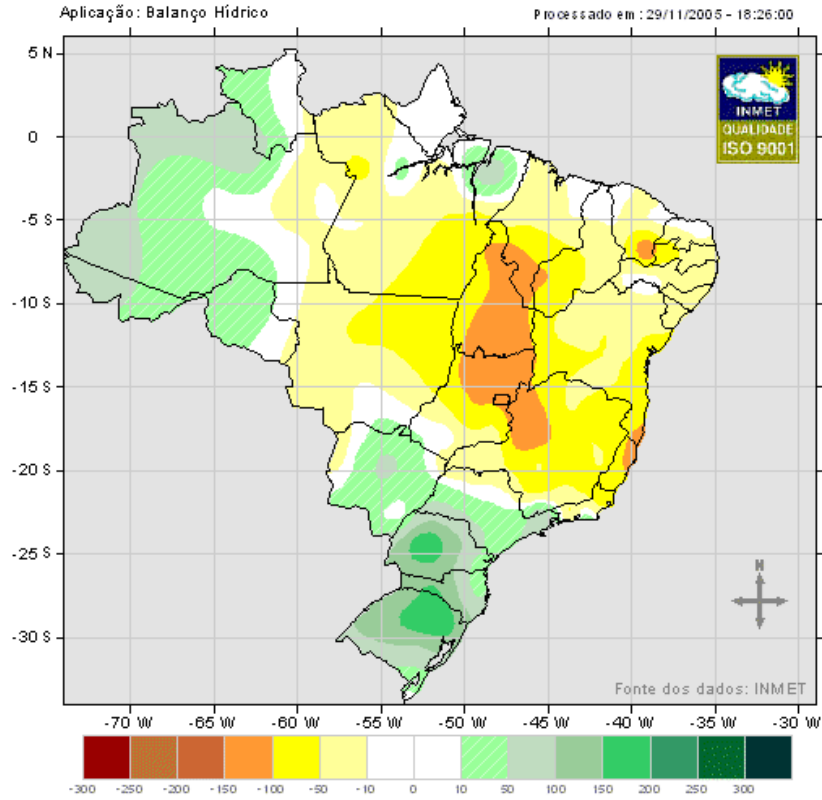 Aplicação: Balanço Hídrico
Processado em : 29/11/2005 - 18:26:00
5 N
0
-5 S
-10 S
-15 S
-20 S
-25 S
-30 S
INMET
QUALIDADE
ISO 9001
N
Fonte dos dados: INMET
-70 W -65 W -60 W -55 W -50 W -45 W -40 W -35 W -30 W
-300 -250 -200 -150 -100 -50 -10 0 10 50 100 150 200 250 300